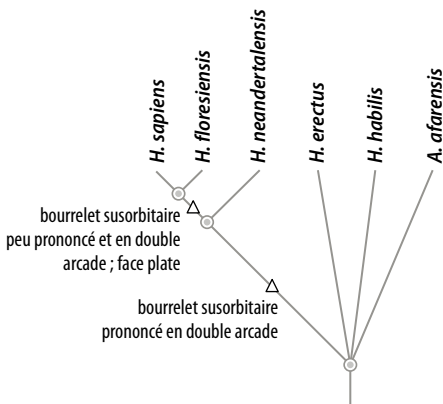 H. sapiens
H. floresiensis
H. neandertalensis
H. erectus
H. habilis
A. afarensis
bourrelet susorbitaire
peu prononcé et en double
arcade ; face plate
bourrelet susorbitaire
prononcé en double arcade